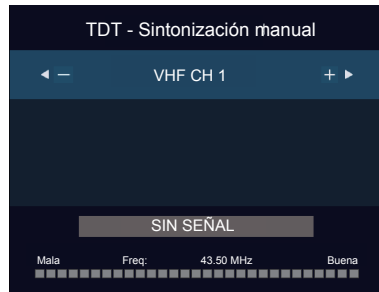 TDT - Sintonización manual
− VHF CH 1 +
SIN SEÑAL
Mala Freq: 43.50 MHz Buena